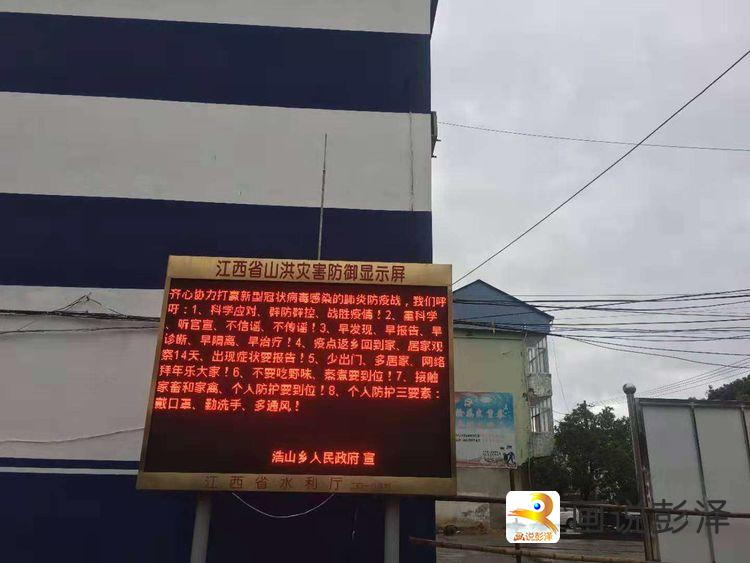 江西省山洪灾害防御显示屏
齐心协力打赢新型冠状病毒感染的肺炎防疫战，我们呼
吁：1、科学应对、群防群控、战胜疫情！2、重科学
、听官宣、不信谣、不传谣！3、早发现、早报告、早
诊断、早隔离、早治疗！4、疫点返乡回到家、居家观
察14天、出现症状要报告！5、少出门、多居家、网络
拜年乐大家！6、不要吃野味、蒸煮要到位！7、接触
家畜和家禽、个人防护要到位！8、个人防护三要素：
戴口罩、勤洗手、多通风！
浩山乡人民政府 宣
江西省水利厅
画说彭泽
画说彭泽